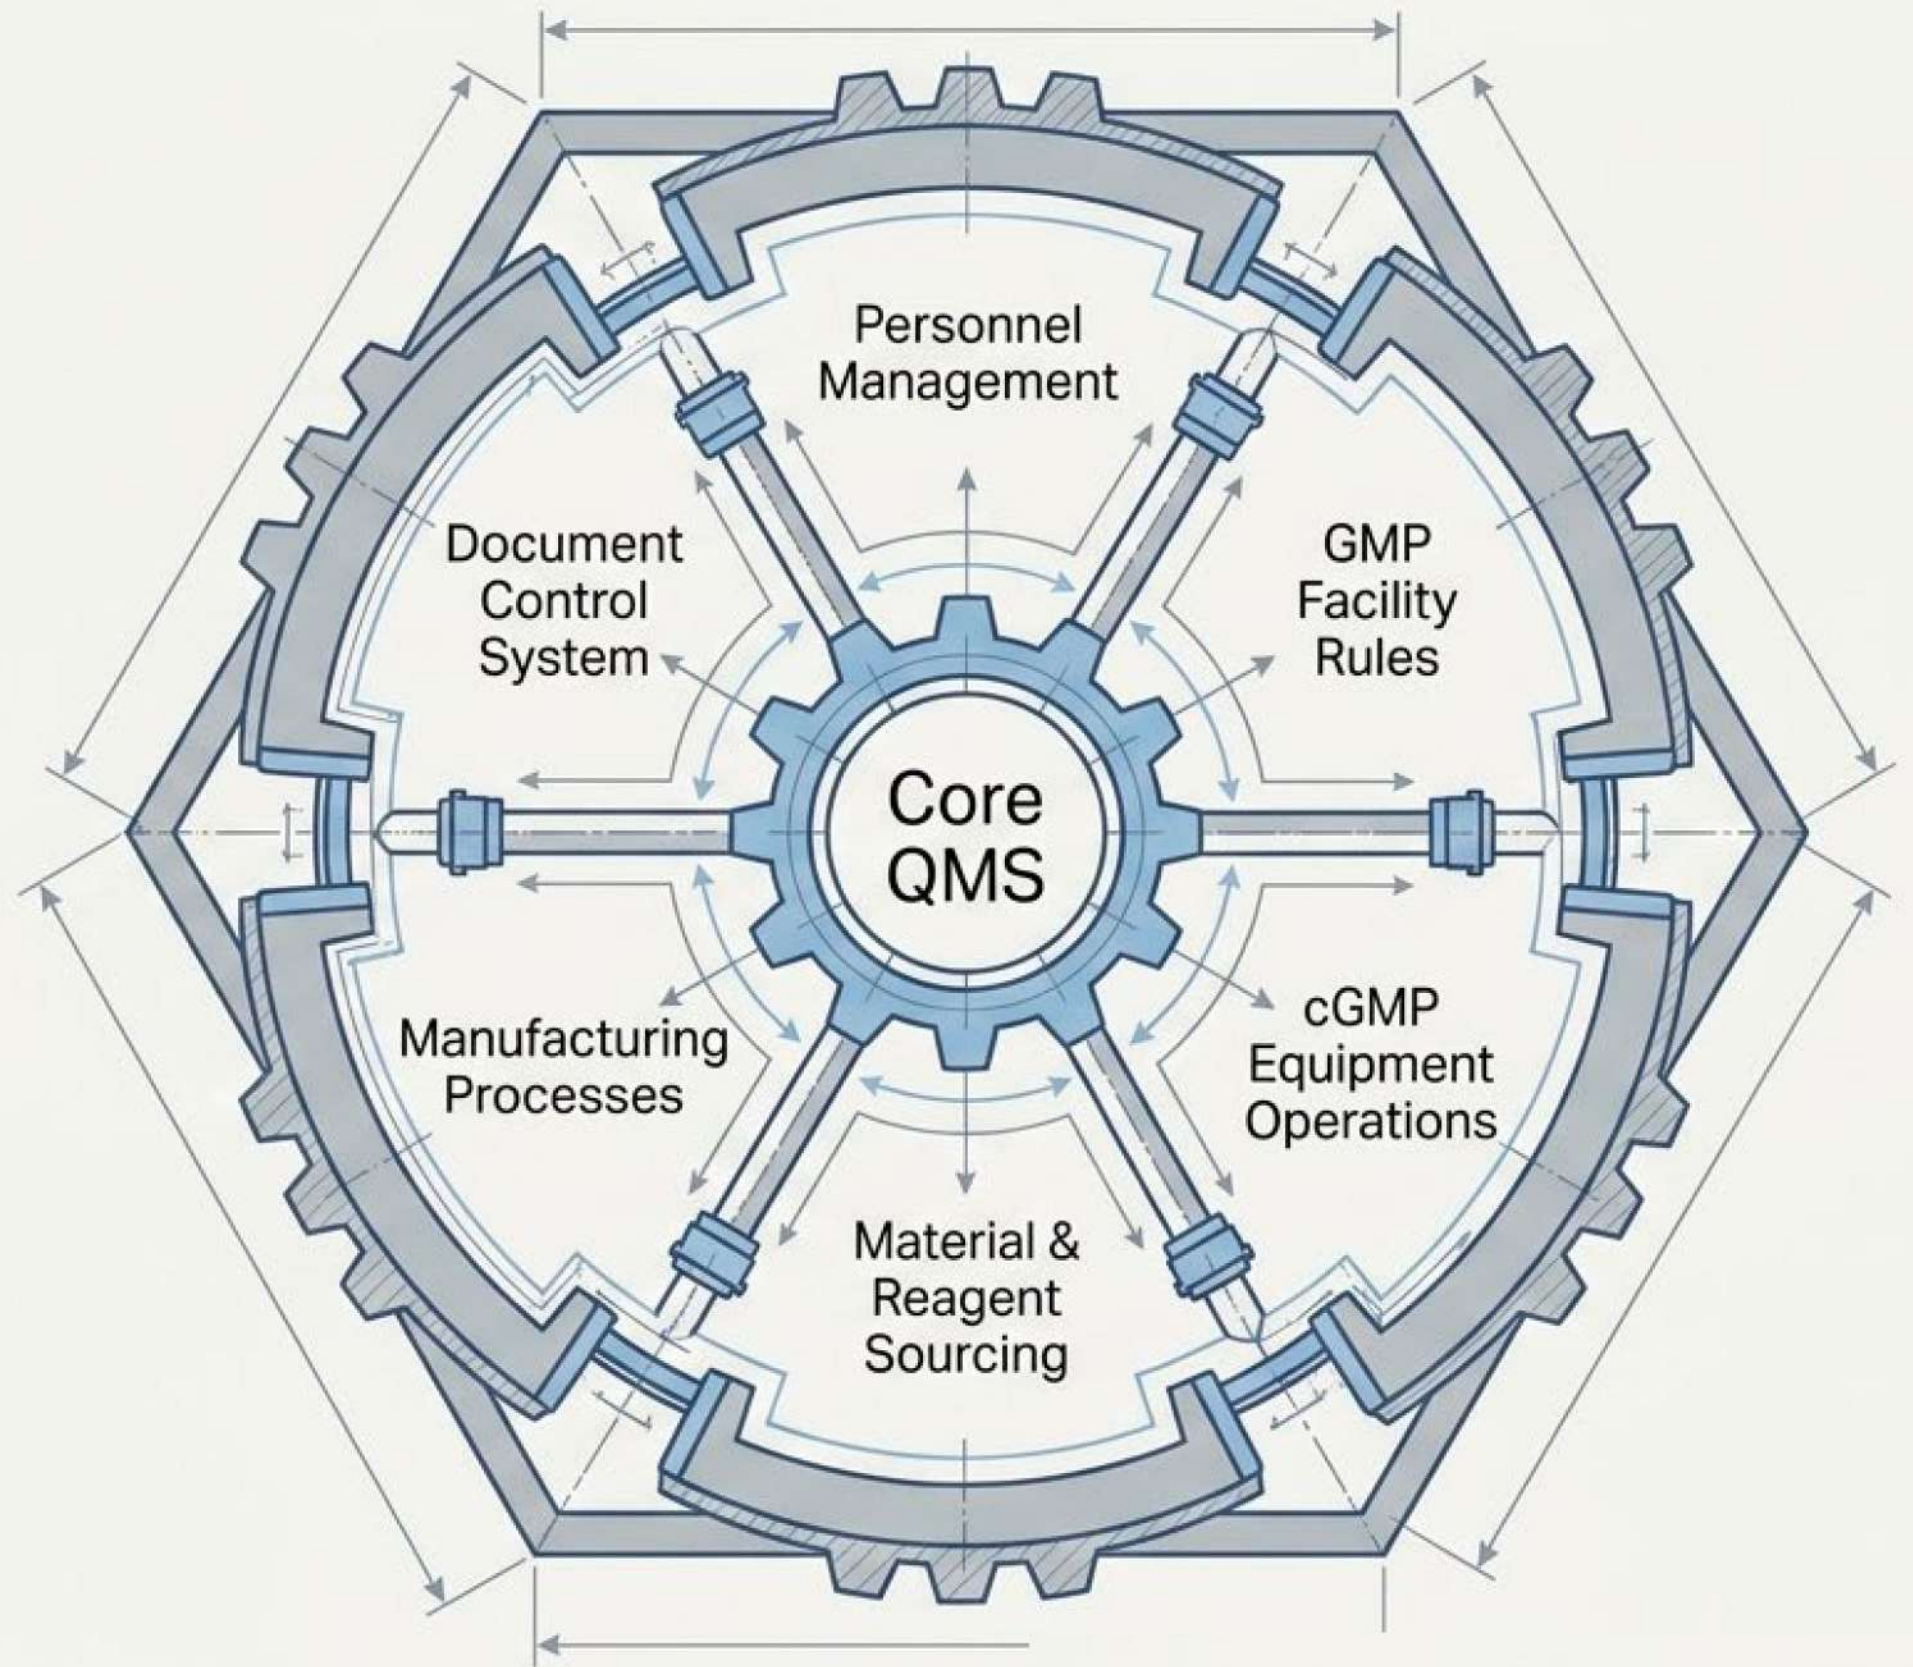 Personnel
Management
Document
Control
System
GMP
Facility
Rules
Core
QMS
Manufacturing
Processes
cGMP
Equipment
Operations
Material &
Reagent
Sourcing